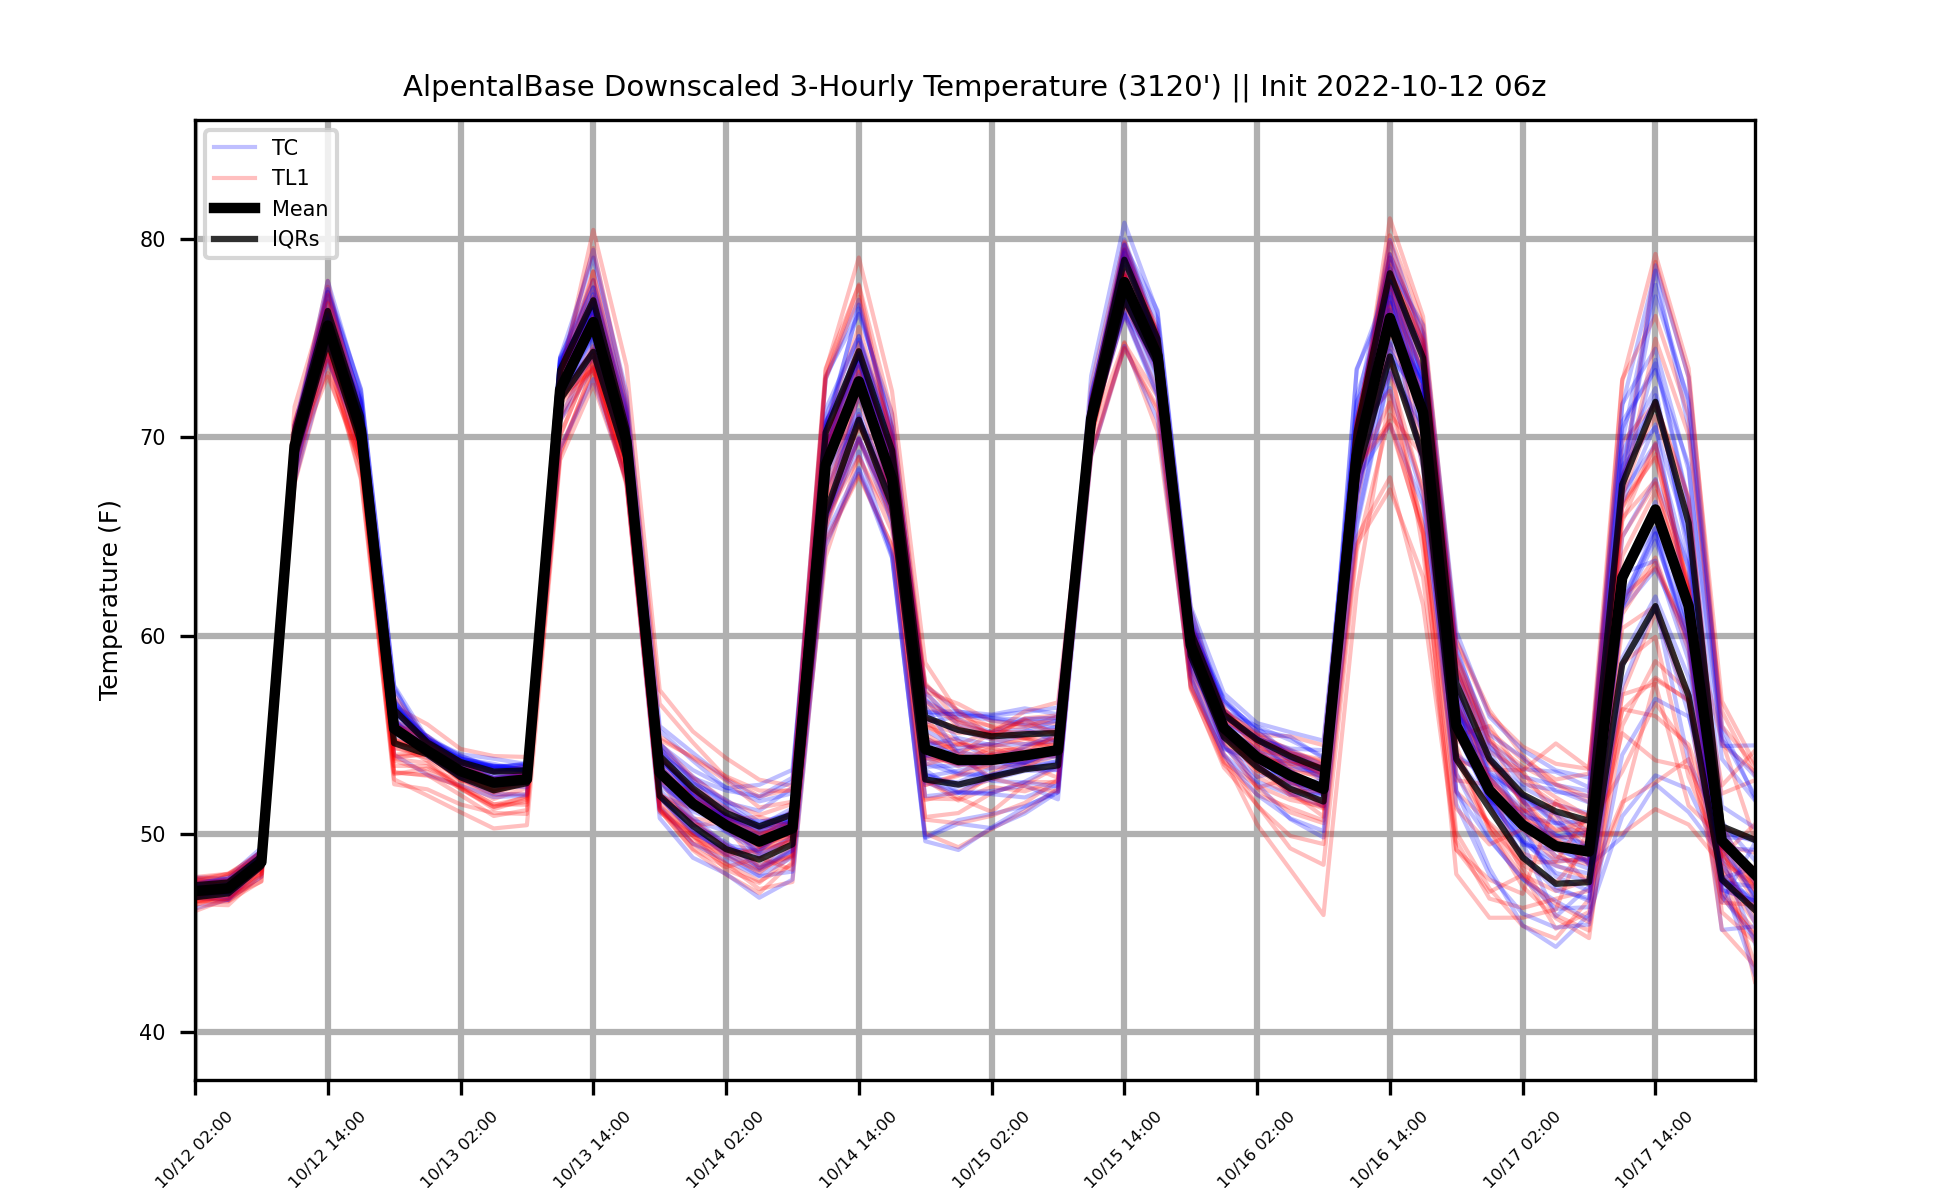 AlpentalBase Downscaled 3-Hourly Temperature (3120') || Init 2022-10-12 06z
TC
TL1
Mean
IQRs
Temperature (F)
80
70
60
50
40
10/12 02:00
10/12 14:00
10/13 02:00
10/13 14:00
10/14 02:00
10/14 14:00
10/15 02:00
10/15 14:00
10/16 02:00
10/16 14:00
10/17 02:00
10/17 14:00